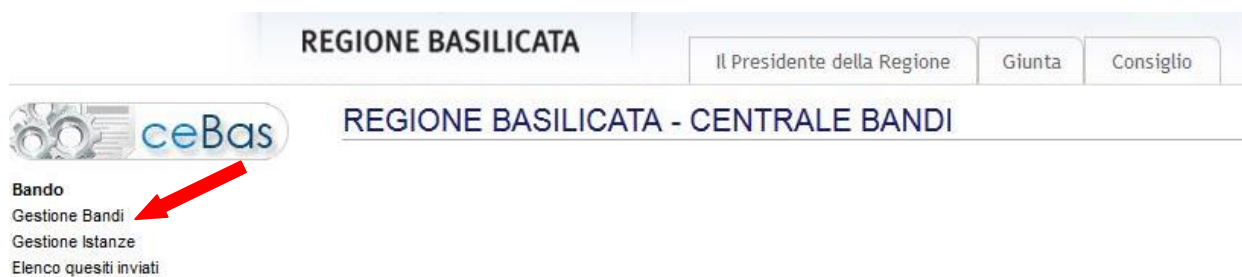 REGIONE BASILICATA
Il Presidente della Regione
Giunta
Consiglio
ceBas
REGIONE BASILICATA - CENTRALE BANDI
Bando
Gestione Bandi
Gestione Istanze
Elenco quesiti inviati